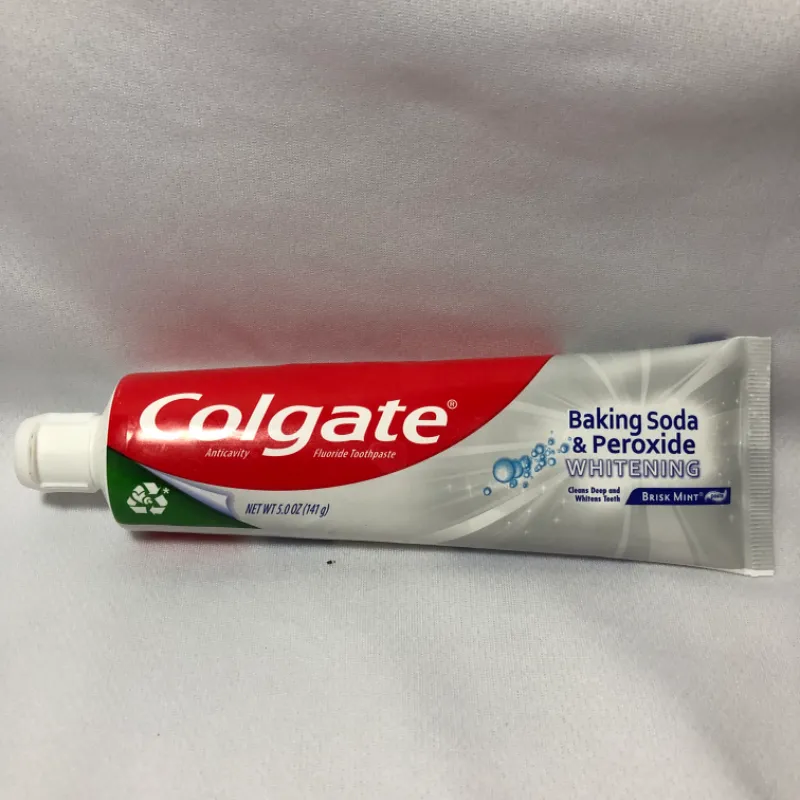 Colgate®
Anticavity Fluoride Toothpaste
NET WT 5.0 OZ (141 g)
Baking Soda
& Peroxide
WHITENING
Cleans Deep and
Whitens Teeth
BRISK MINT®